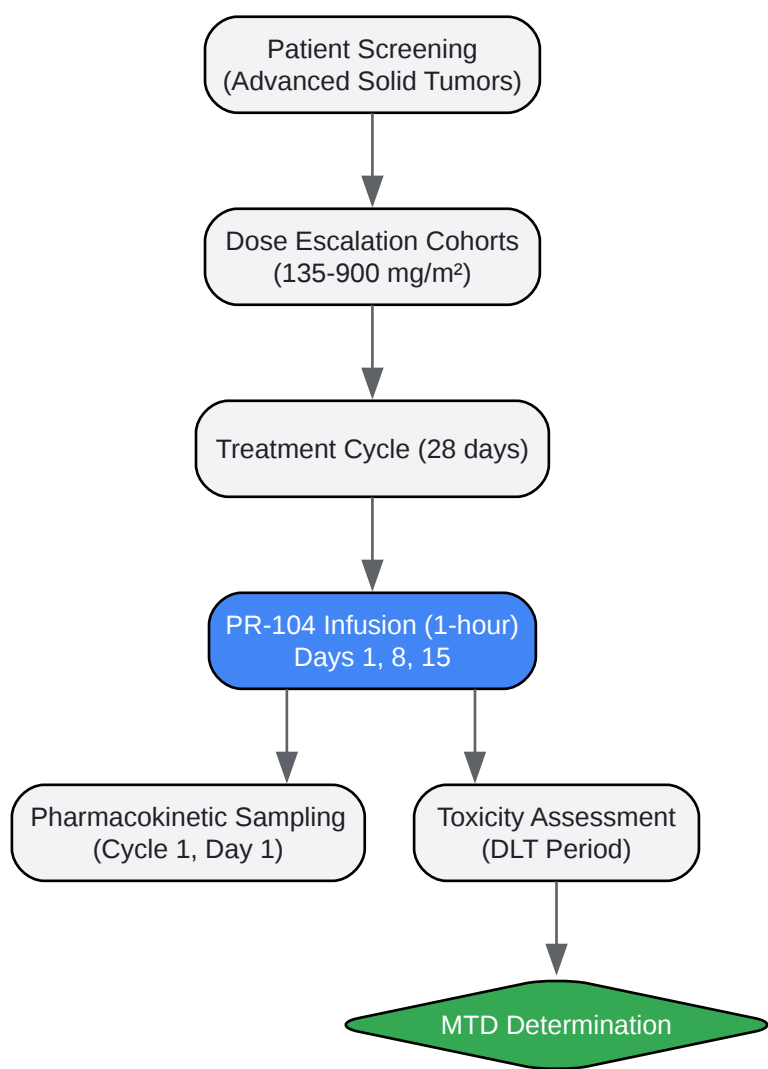 Patient Screening
(Advanced Solid Tumors)
Dose Escalation Cohorts
(135-900 mg/m²)
Treatment Cycle (28 days)
PR-104 Infusion (1-hour)
Days 1, 8, 15
Pharmacokinetic Sampling
(Cycle 1, Day 1)
Toxicity Assessment
(DLT Period)
MTD Determination